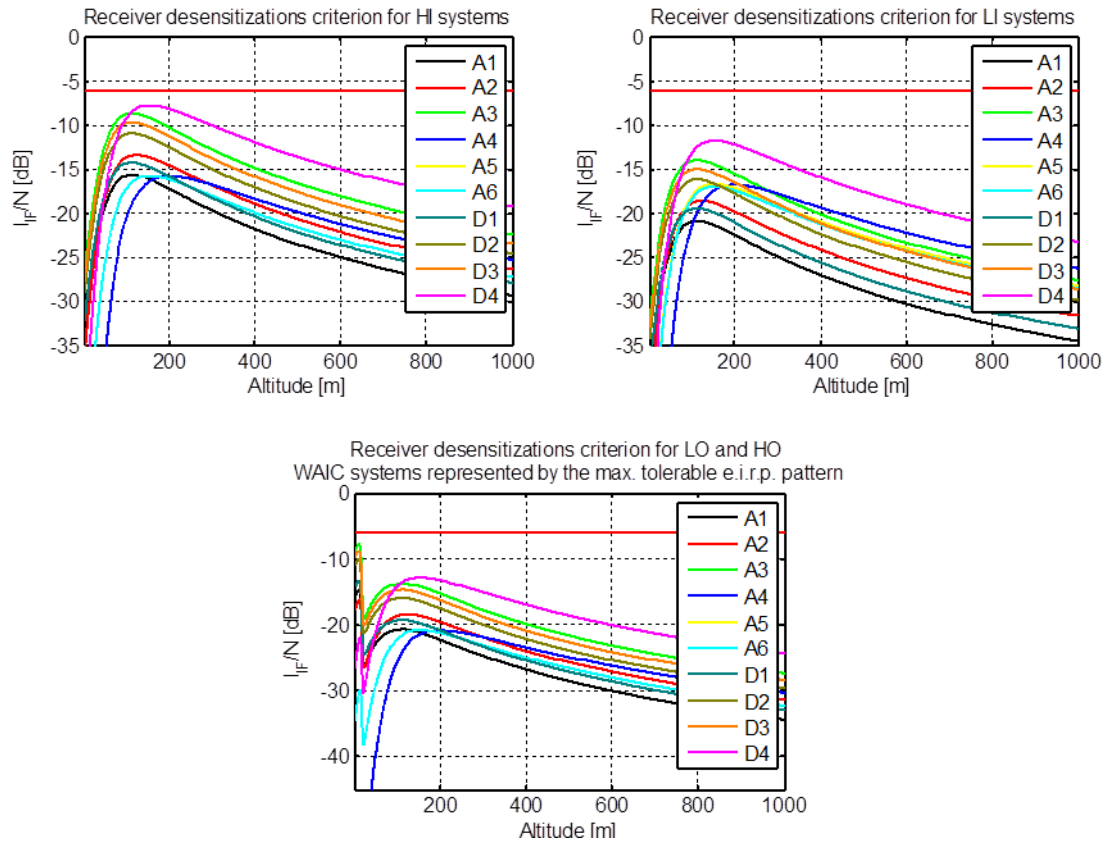 Receiver desensitizations criterion for HI systems
0
-5
-10
-15
-20
-25
-30
-35
I_IF/N [dB]
200
400
600
800
1000
Altitude [m]
A1
A2
A3
A4
A5
A6
D1
D2
D3
D4
Receiver desensitizations criterion for LI systems
0
-5
-10
-15
-20
-25
-30
-35
I_IF/N [dB]
200
400
600
800
1000
Altitude [m]
A1
A2
A3
A4
A5
A6
D1
D2
D3
D4
Receiver desensitizations criterion for LO and HO
WAIC systems represented by the max. tolerable e.i.r.p. pattern
0
-10
-20
-30
-40
I_IF/N [dB]
200
400
600
800
1000
Altitude [m]
A1
A2
A3
A4
A5
A6
D1
D2
D3
D4